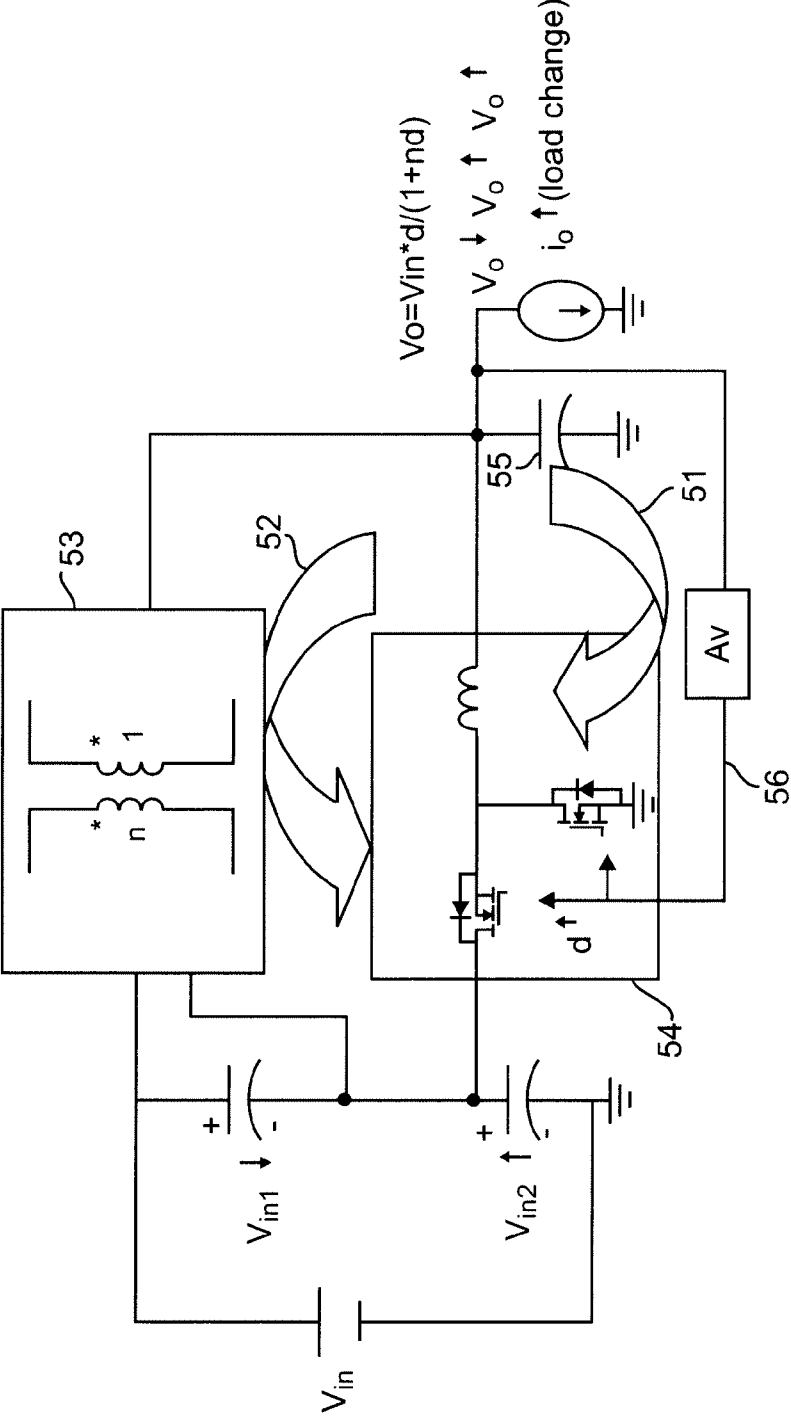 53
* *
n 1
+
52
Vin1 ↓
-
Vin
Vo=Vin*d/(1+nd)
Vo ↓ Vo ↑ Vo ↑
+
55
Vin2 ↑
-
io ↑ (load change)
d ↑
54
51
Av
56